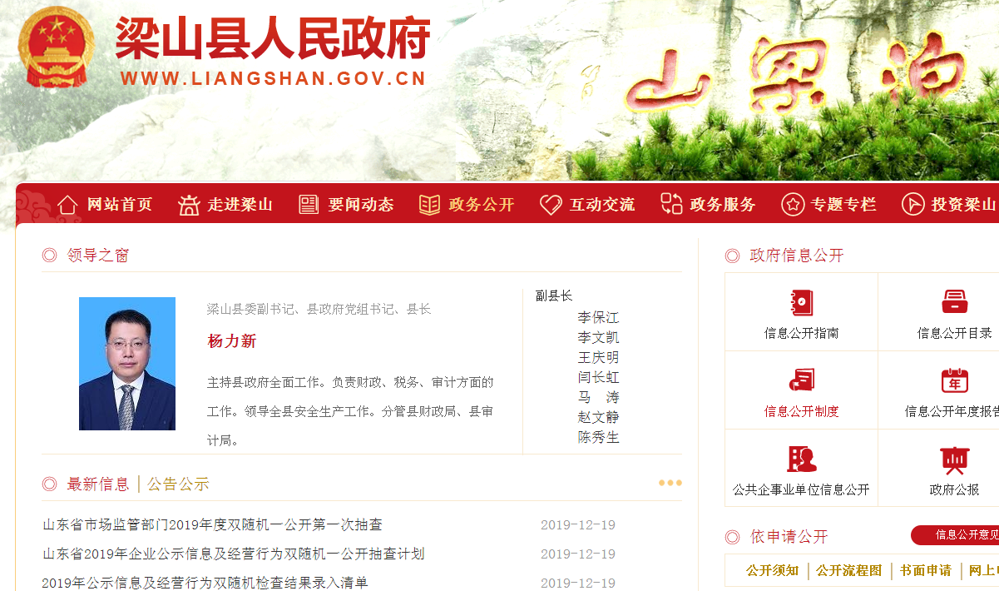 梁山县人民政府
WWW.LIANGSHAN.GOV.CN
山梁泊
网站首页 走进梁山 要闻动态 政务公开 互动交流 政务服务 专题专栏 投资梁山
领导之窗
梁山县委副书记、县政府党组书记、县长
杨力新
主持县政府全面工作。负责财政、税务、审计方面的
工作。领导全县安全生产工作。分管县财政局、县审
计局。
副县长
李保江
李文凯
王庆明
闫长虹
马　涛
赵文静
陈秀生
最新信息 | 公告公示
山东省市场监管部门2019年度双随机一公开第一次抽查 2019-12-19
山东省2019年企业公示信息及经营行为双随机一公开抽查计划 2019-12-19
2019年公示信息及经营行为双随机检查结果录入清单 2019-12-19
政府信息公开
信息公开指南 信息公开目录
年
信息公开制度 信息公开年度报告
公共企事业单位信息公开 政府公报
依申请公开 信息公开意见
公开须知 | 公开流程图 | 书面申请 | 网上